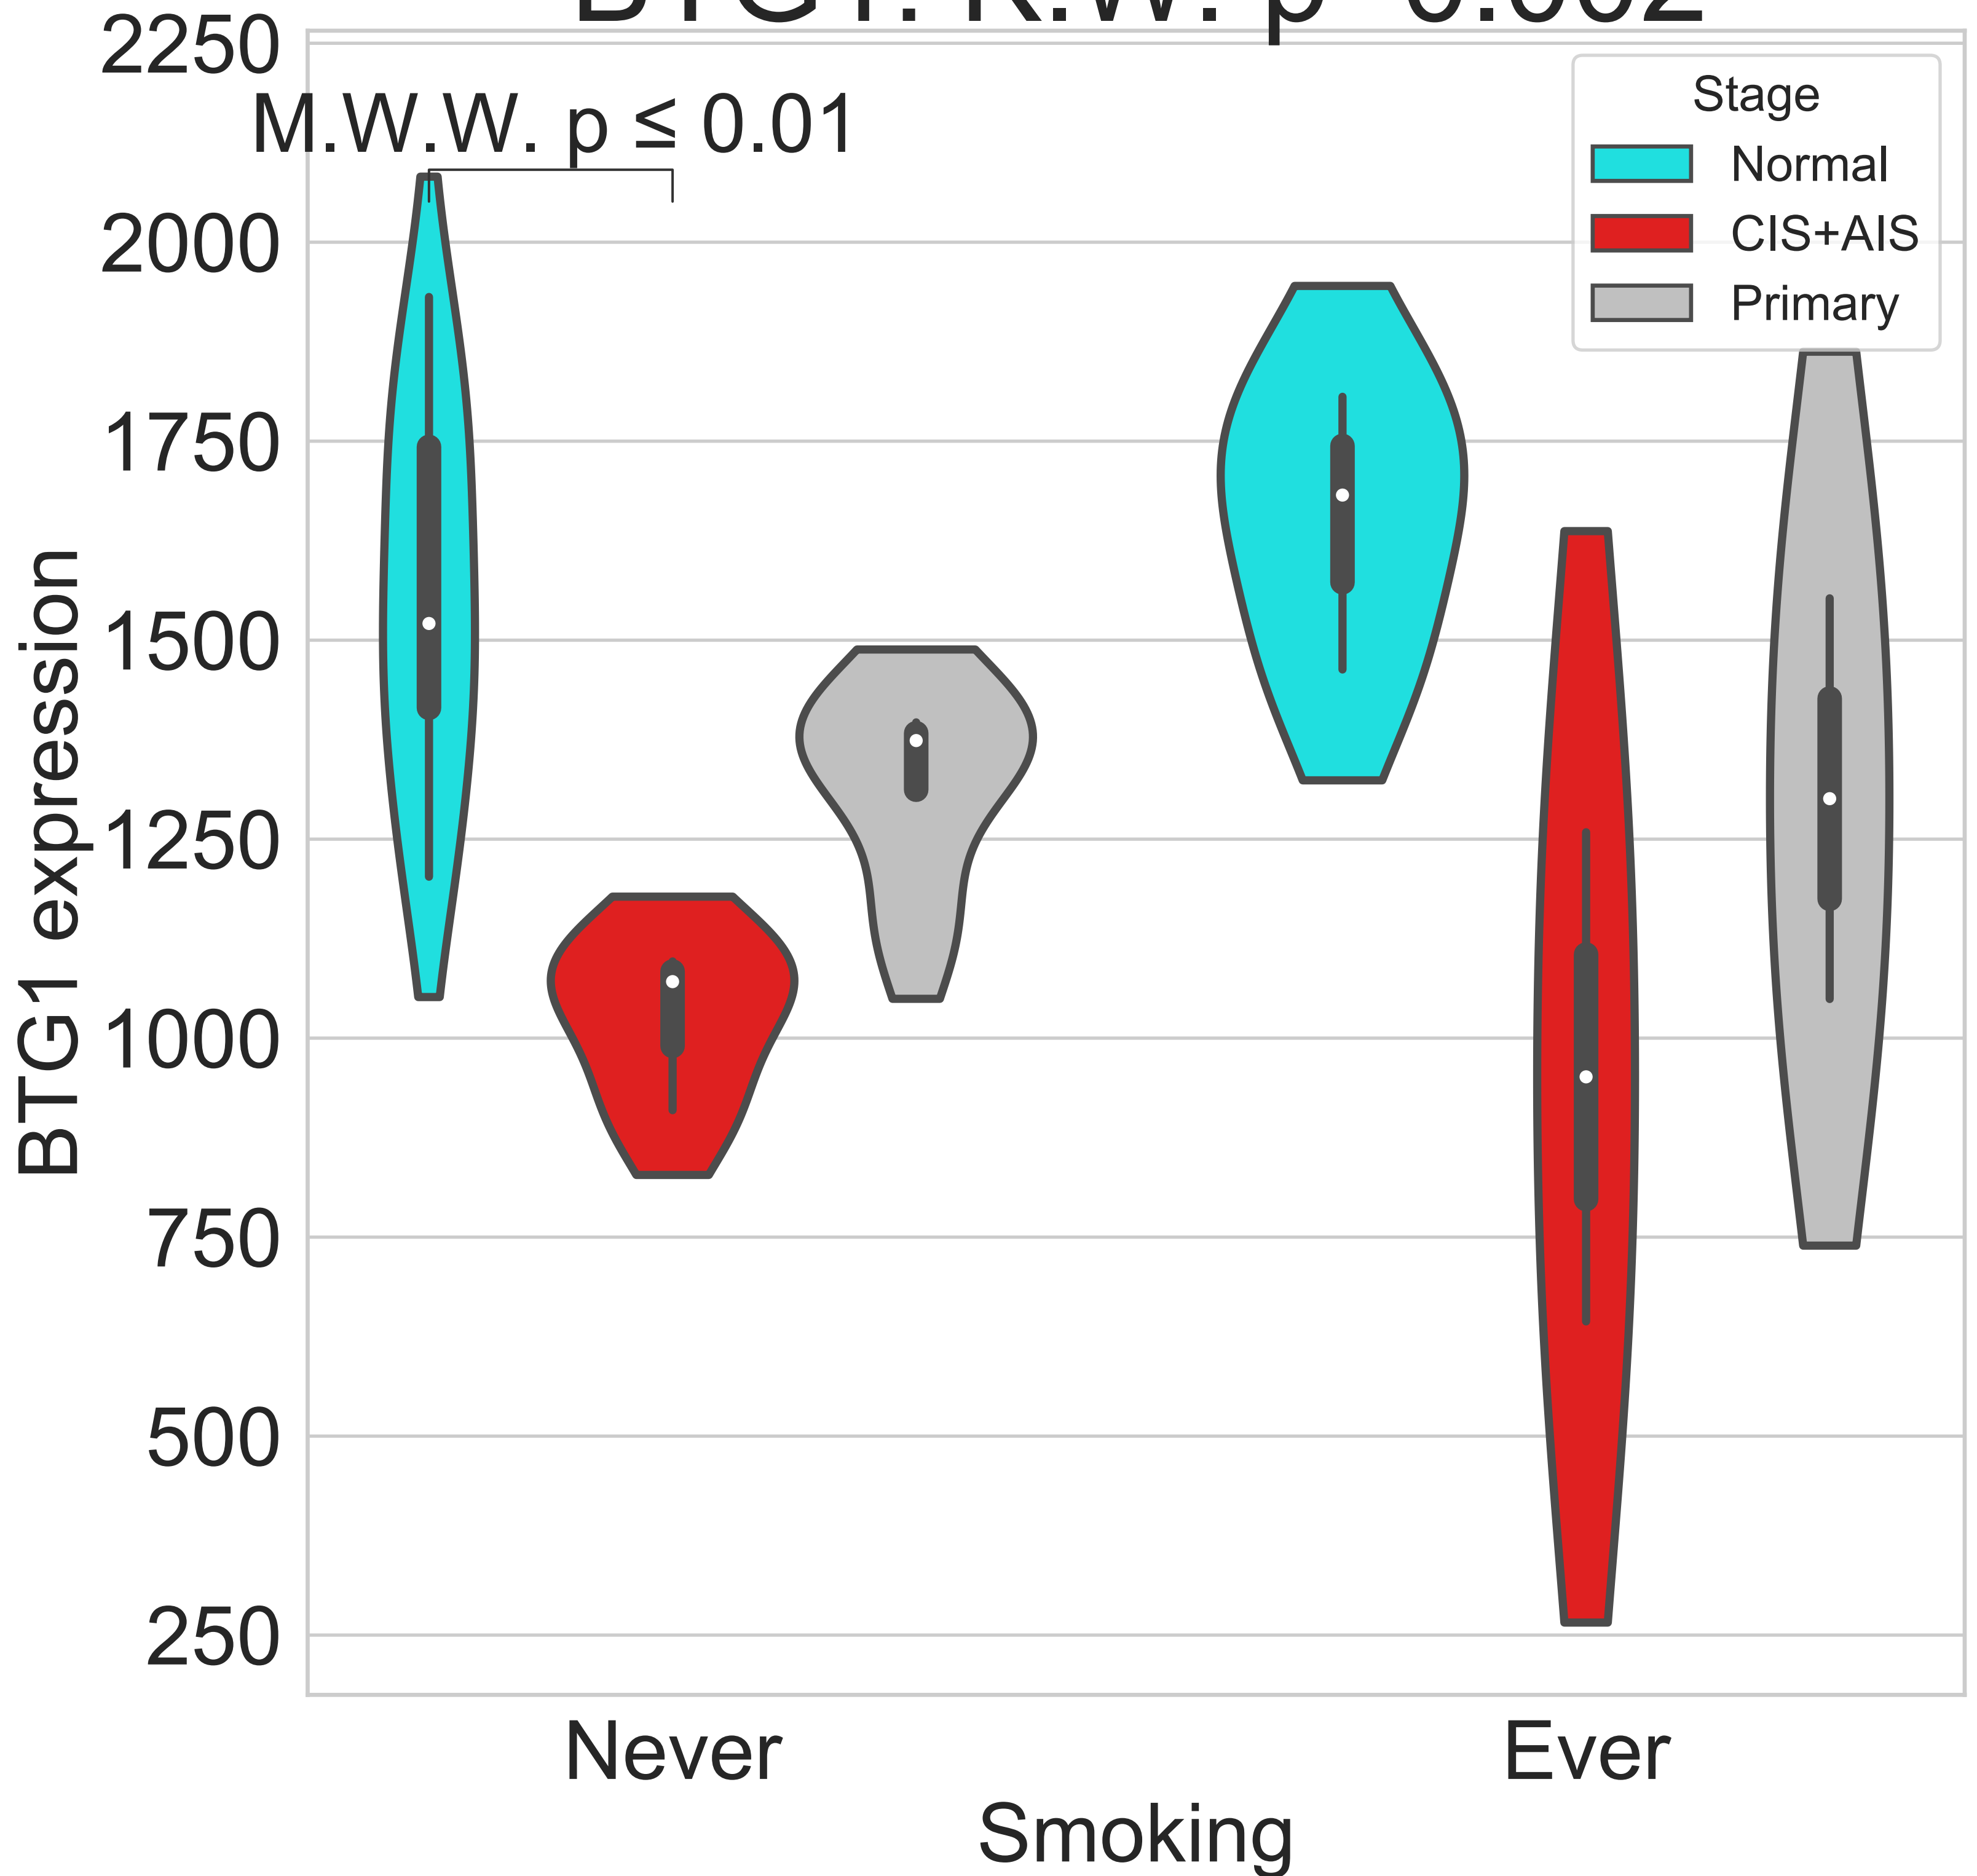 2250
M.W.W. p ≤ 0.01
2000
1750
1500
1250
1000
750
500
250
BTG1 expression
Stage
Normal
CIS+AIS
Primary
Never
Ever
Smoking